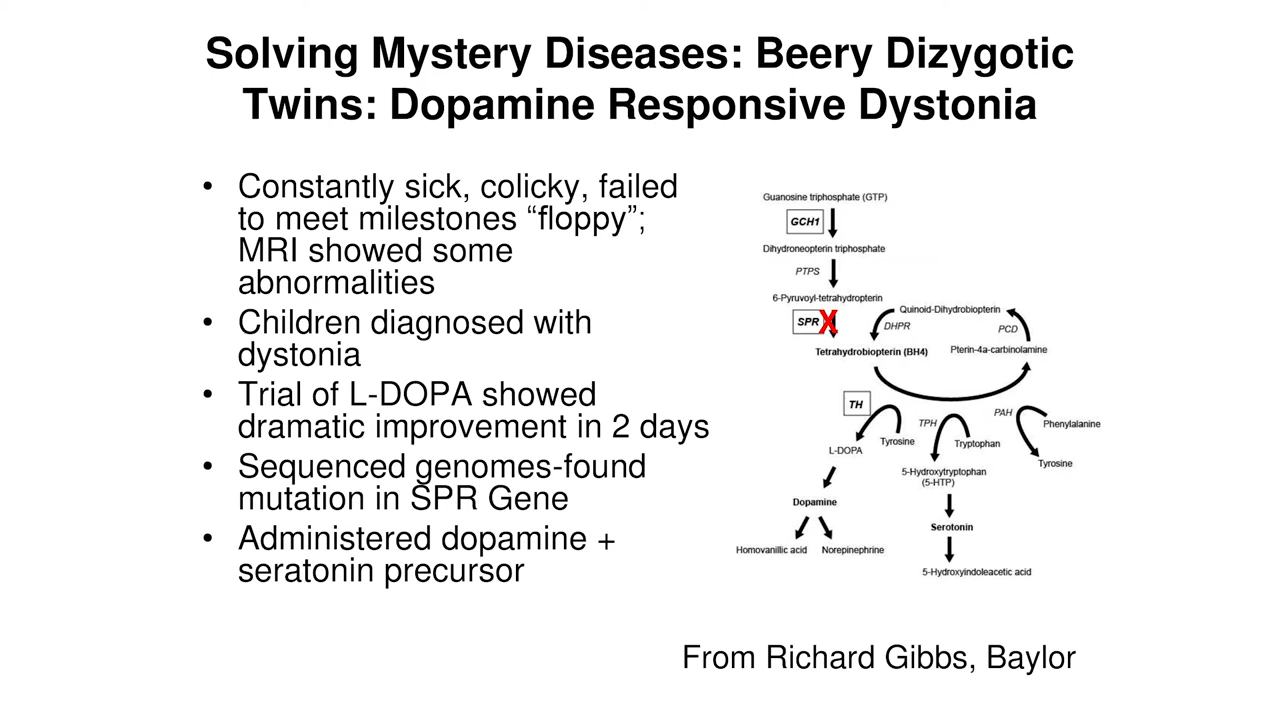 Solving Mystery Diseases: Beery Dizygotic
Twins: Dopamine Responsive Dystonia
• Constantly sick, colicky, failed
to meet milestones “floppy”;
MRI showed some
abnormalities
• Children diagnosed with
dystonia
• Trial of L-DOPA showed
dramatic improvement in 2 days
• Sequenced genomes-found
mutation in SPR Gene
• Administered dopamine +
seratonin precursor
Guanosine triphosphate (GTP)
GCH1
Dihydroneopterin triphosphate
PTPS
6-Pyruvoyl-tetrahydropterin
SPR X
Quinoid-Dihydrobiopterin
DHPR
PCD
Tetrahydrobiopterin (BH4)
Pterin-4a-carbinolamine
TH
TPH
PAH
Phenylalanine
Tyrosine
Tryptophan
L-DOPA
Tyrosine
5-Hydroxytryptophan
(5-HTP)
Dopamine
Serotonin
Homovanillic acid
Norepinephrine
5-Hydroxyindoleacetic acid
From Richard Gibbs, Baylor